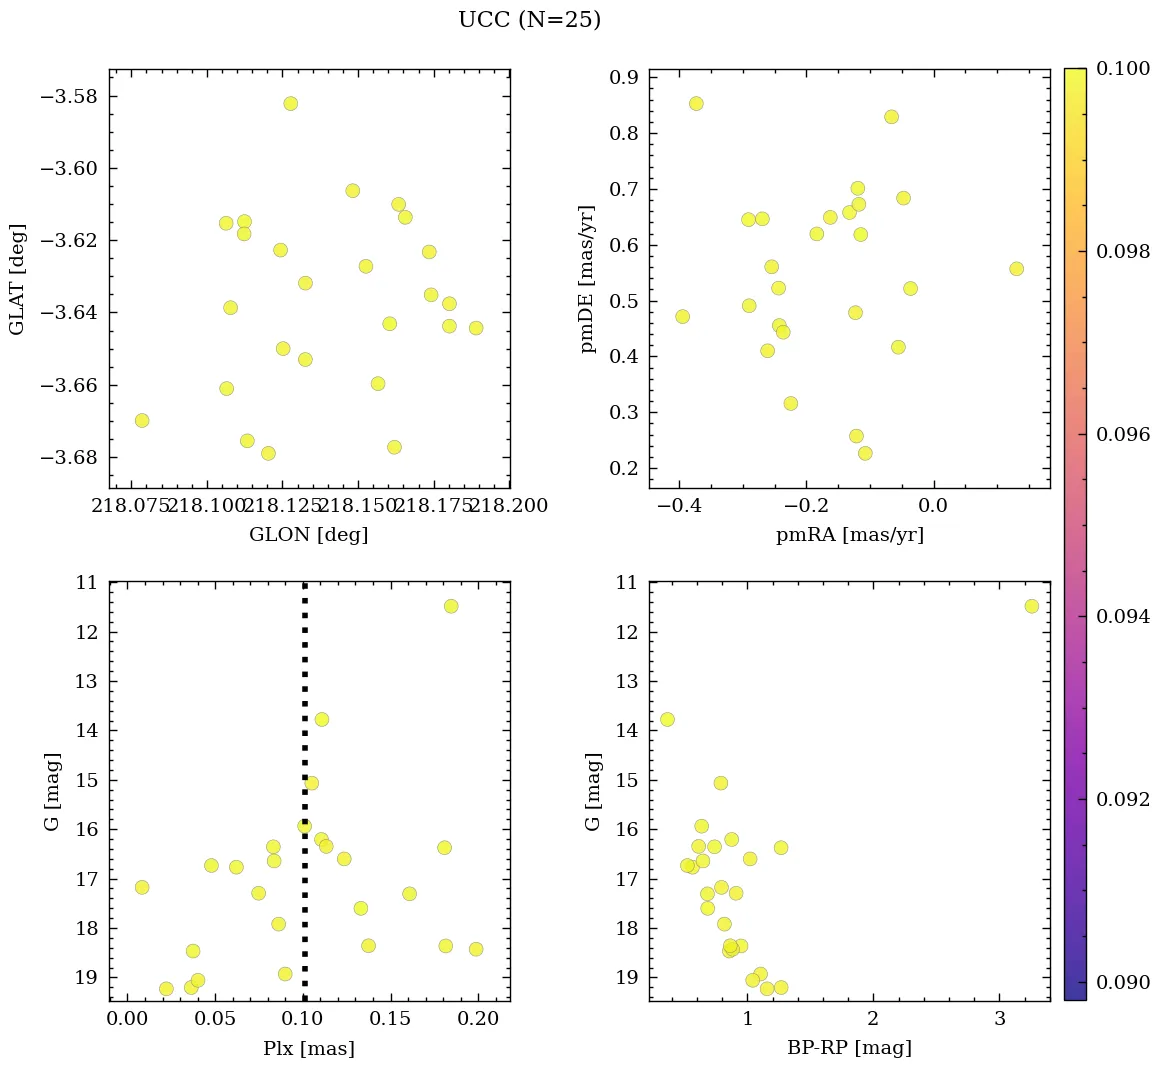 UCC (N=25)
−3.58
−3.60
−3.62
−3.64
−3.66
−3.68
GLAT [deg]
218.075 218.100 218.125 218.150 218.175 218.200
GLON [deg]
0.9
0.8
0.7
0.6
0.5
0.4
0.3
0.2
pmDE [mas/yr]
−0.4 −0.2 0.0
pmRA [mas/yr]
11
12
13
14
15
16
17
18
19
G [mag]
0.00 0.05 0.10 0.15 0.20
Plx [mas]
11
12
13
14
15
16
17
18
19
G [mag]
1 2 3
BP-RP [mag]
0.100
0.098
0.096
0.094
0.092
0.090